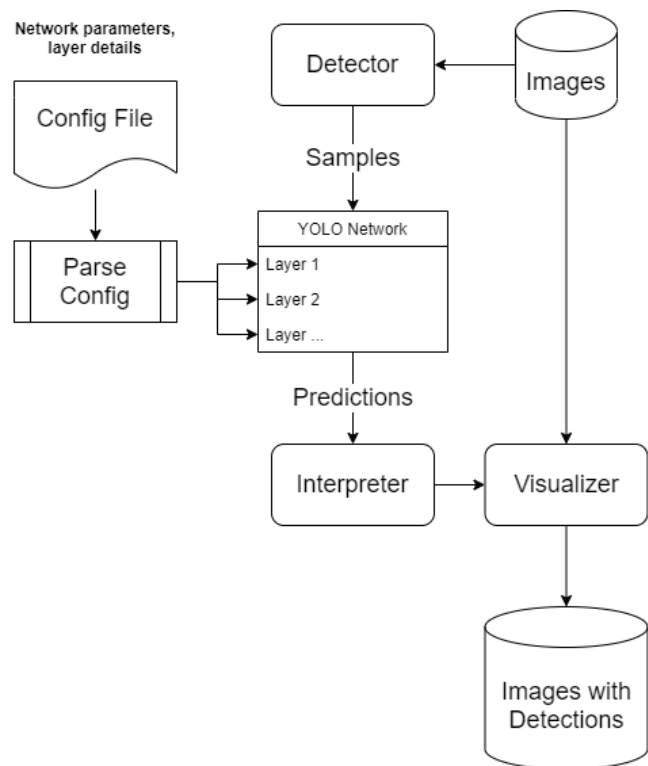 Network parameters,
layer details
Config File
Parse
Config
Detector
Images
Samples
YOLO Network
Layer 1
Layer 2
Layer ...
Predictions
Interpreter
Visualizer
Images with
Detections